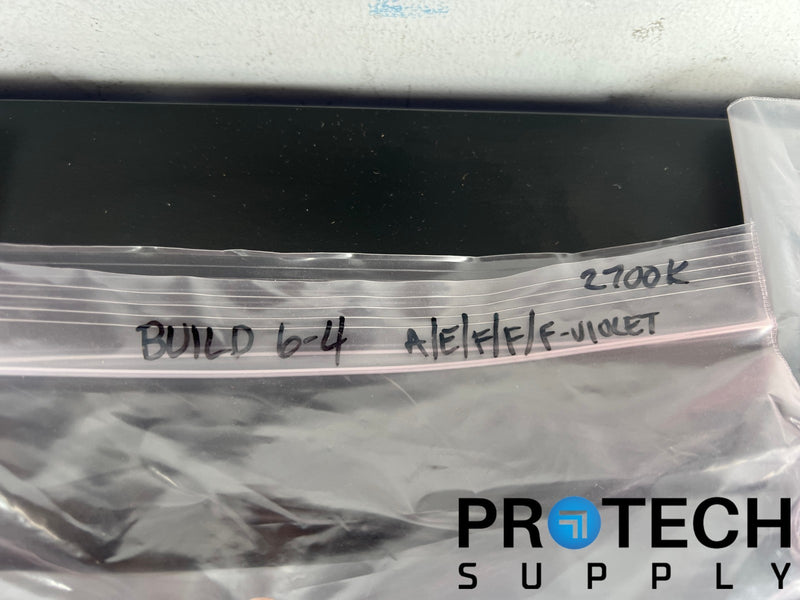 2700K
BUILD 6-4 A/E/F/F/F-VIOLET
PROTECH
SUPPLY